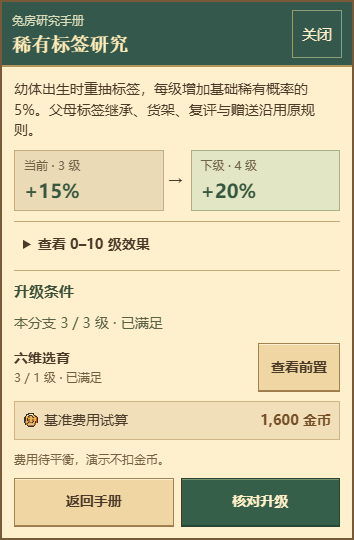 兔房研究手册
稀有标签研究
关闭
幼体出生时重抽标签，每级增加基础稀有概率的
5%。父母标签继承、货架、复评与赠送沿用原规
则。
当前 · 3 级
+15%
→
下级 · 4 级
+20%
▶ 查看 0–10 级效果
升级条件
本分支 3 / 3 级 · 已满足
六维选育
3 / 1 级 · 已满足
查看前置
基准费用试算
1,600 金币
费用待平衡，演示不扣金币。
返回手册
核对升级